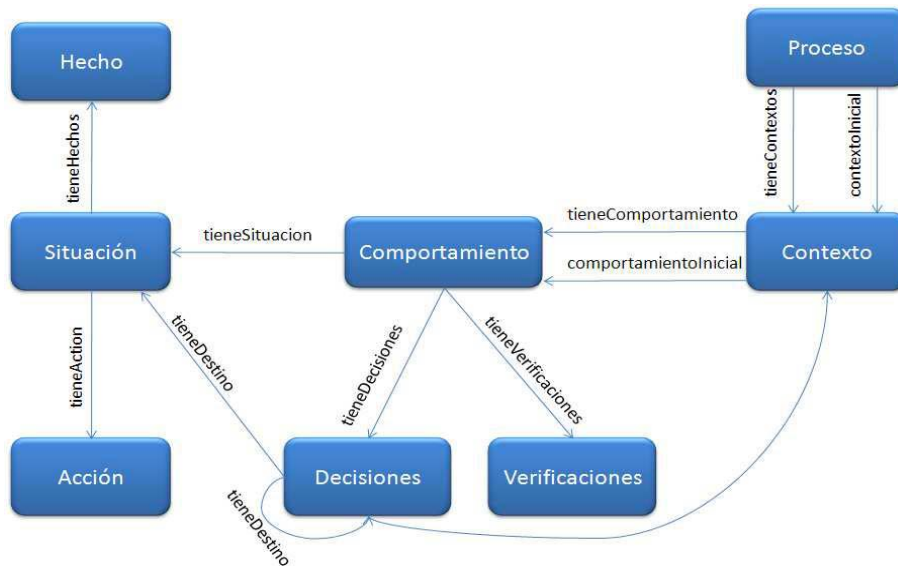 Hecho
Proceso
tieneHechos
tieneContextos
contextoInicial
Situación
tieneSituacion
Comportamiento
tieneComportamiento
comportamientoInicial
Contexto
tieneAction
tieneDestino
tieneDecisiones
tieneVerificaciones
Acción
Decisiones
Verificaciones
tieneDestino